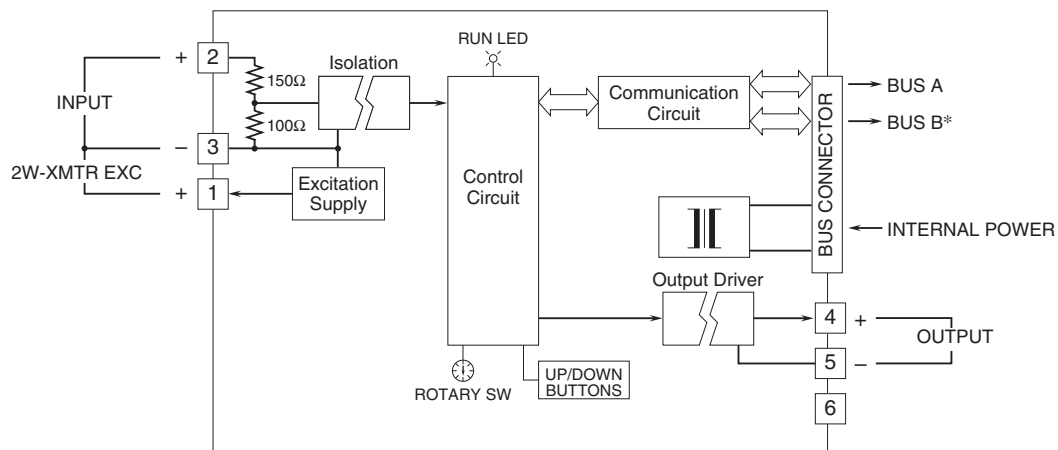 RUN LED
+
2
Isolation
150Ω
Communication
Circuit
BUS A
INPUT
100Ω
BUS B*
−
3
2W-XMTR EXC
Control
Circuit
BUS CONNECTOR
+
1
Excitation
Supply
INTERNAL POWER
Output Driver
4
+
OUTPUT
5
−
UP/DOWN
BUTTONS
ROTARY SW
6